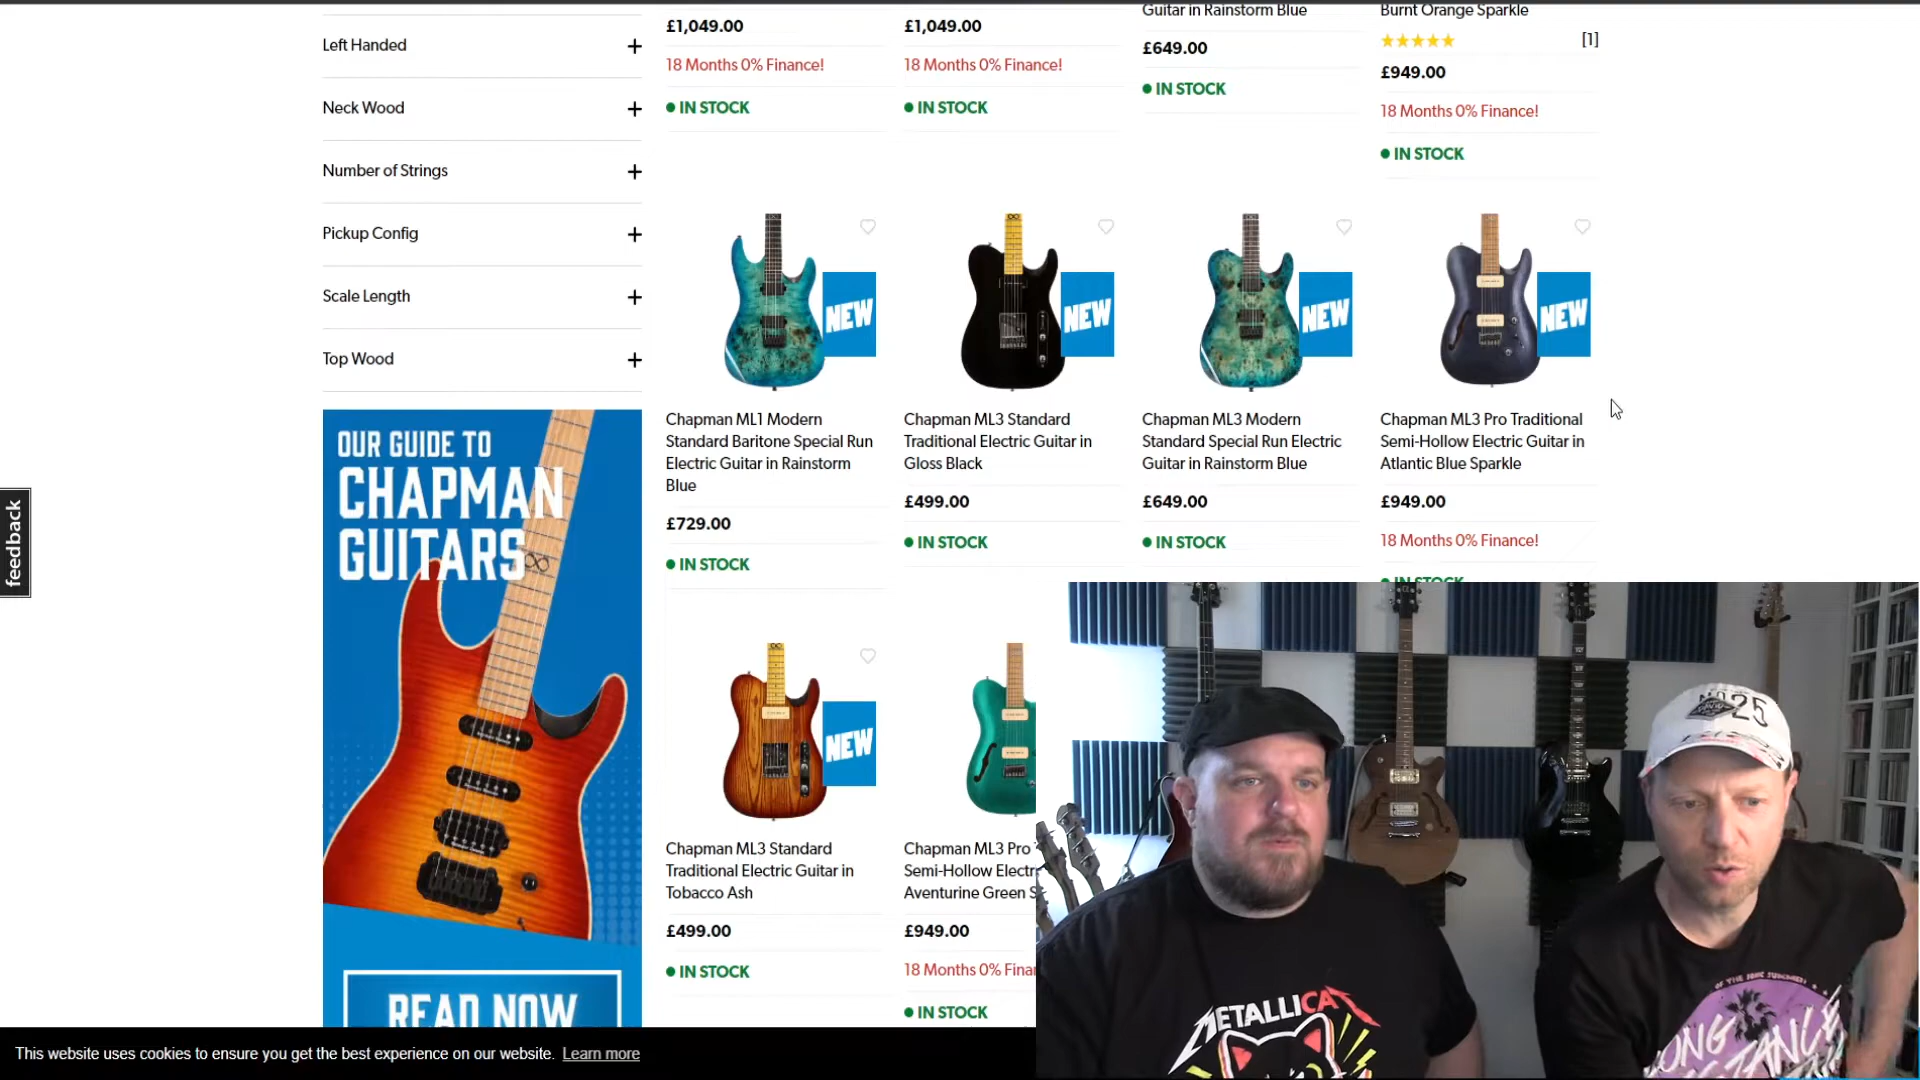 Left Handed
Neck Wood
Number of Strings
Pickup Config
Scale Length
Top Wood
OUR GUIDE TO
CHAPMAN
GUITARS
READ NOW
feedback
£1,049.00
18 Months 0% Finance!
IN STOCK
£1,049.00
18 Months 0% Finance!
IN STOCK
Guitar in Rainstorm Blue
£649.00
IN STOCK
Burnt Orange Sparkle
[1]
£949.00
18 Months 0% Finance!
IN STOCK
NEW
Chapman ML1 Modern
Standard Baritone Special Run
Electric Guitar in Rainstorm
Blue
£729.00
IN STOCK
NEW
Chapman ML3 Standard
Traditional Electric Guitar in
Gloss Black
£499.00
IN STOCK
NEW
Chapman ML3 Modern
Standard Special Run Electric
Guitar in Rainstorm Blue
£649.00
IN STOCK
NEW
Chapman ML3 Pro Traditional
Semi-Hollow Electric Guitar in
Atlantic Blue Sparkle
£949.00
18 Months 0% Finance!
IN STOCK
NEW
Chapman ML3 Standard
Traditional Electric Guitar in
Tobacco Ash
£499.00
IN STOCK
Chapman ML3 Pro
Semi-Hollow Electr
Aventurine Green S
£949.00
18 Months 0% Finan
IN STOCK
25
METALLICA
This website uses cookies to ensure you get the best experience on our website. Learn more